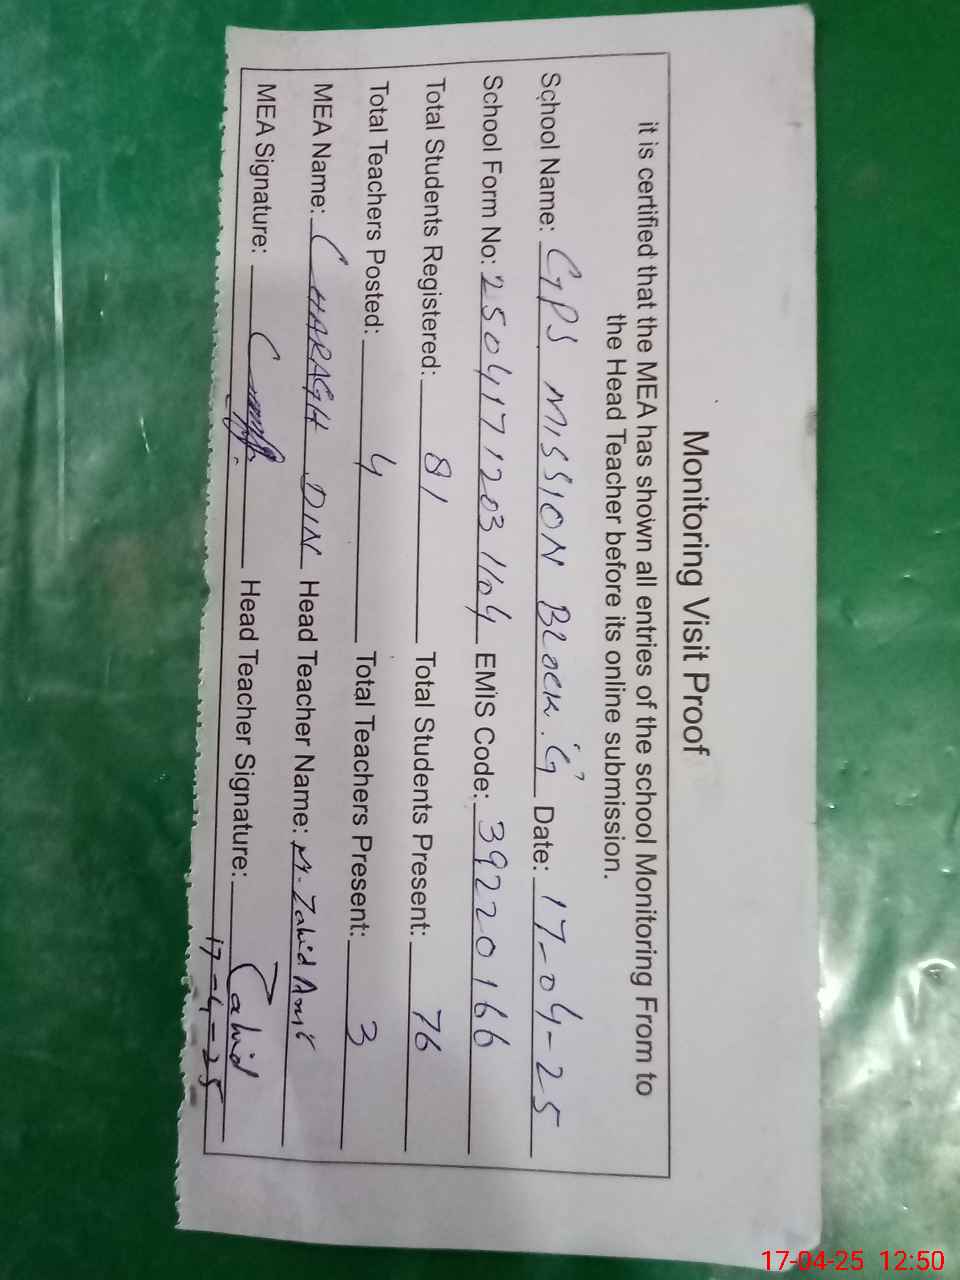 Monitoring Visit Proof
it is certified that the MEA has shown all entries of the school Monitoring From to
the Head Teacher before its online submission.
School Name: GPS MISSION BLOCK 'G' Date: 17-04-25
School Form No: 2504171203 1104 EMIS Code: 39220166
Total Students Registered: 81 Total Students Present: 76
Total Teachers Posted: 4 Total Teachers Present: 3
MEA Name: CHARAGH DIN Head Teacher Name: M. Zahid
MEA Signature: Head Teacher Signature: Zahid
17-4-25
17-04-25 12:50